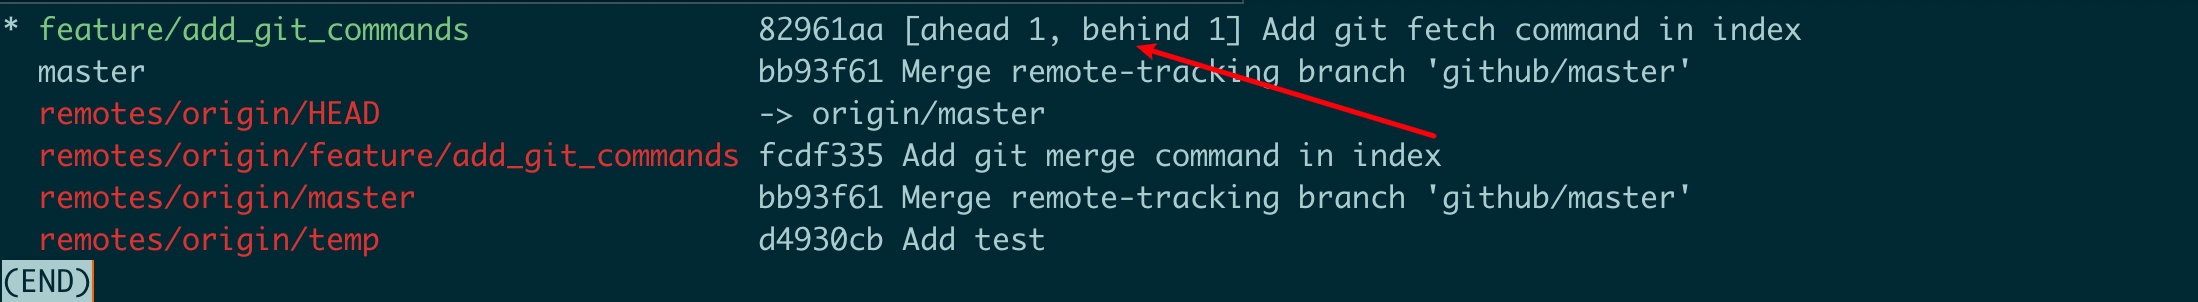 * feature/add_git_commands 82961aa [ahead 1, behind 1] Add git fetch command in index
master bb93f61 Merge remote-tracking branch 'github/master'
remotes/origin/HEAD -> origin/master
remotes/origin/feature/add_git_commands fcdf335 Add git merge command in index
remotes/origin/master bb93f61 Merge remote-tracking branch 'github/master'
remotes/origin/temp d4930cb Add test
(END)